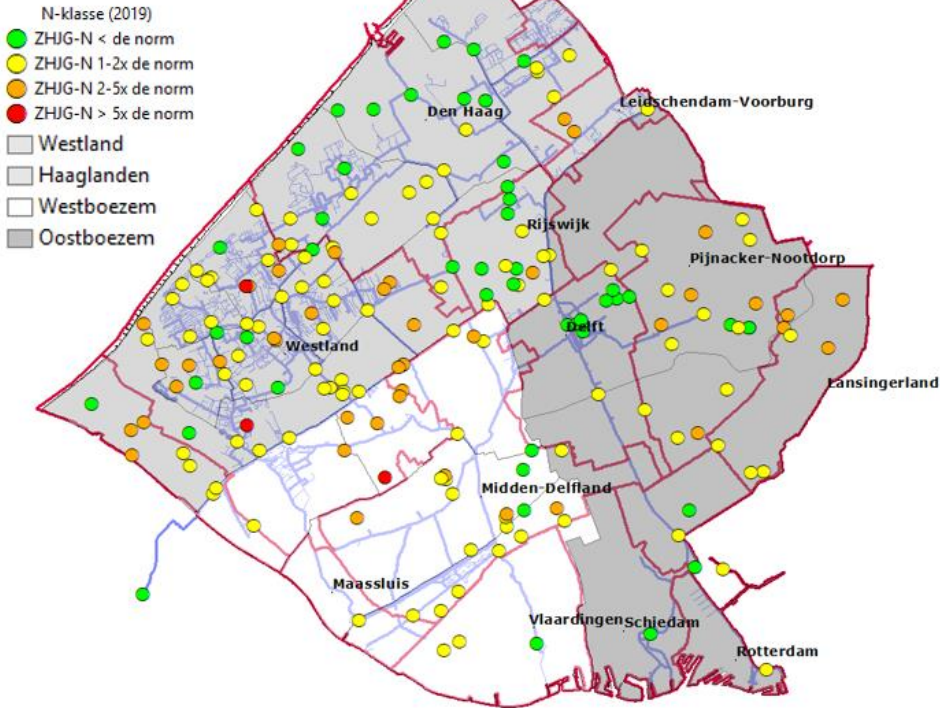 N-klasse (2019)
ZHJG-N < de norm
ZHJG-N 1-2x de norm
ZHJG-N 2-5x de norm
ZHJG-N > 5x de norm
Westland
Haaglanden
Westboezem
Oostboezem
Den Haag
Leidschendam-Voorburg
Rijswijk
Pijnacker-Nootdorp
Delft
Westland
Lansingerland
Midden-Delfland
Maassluis
Vlaardingen
Schiedam
Rotterdam